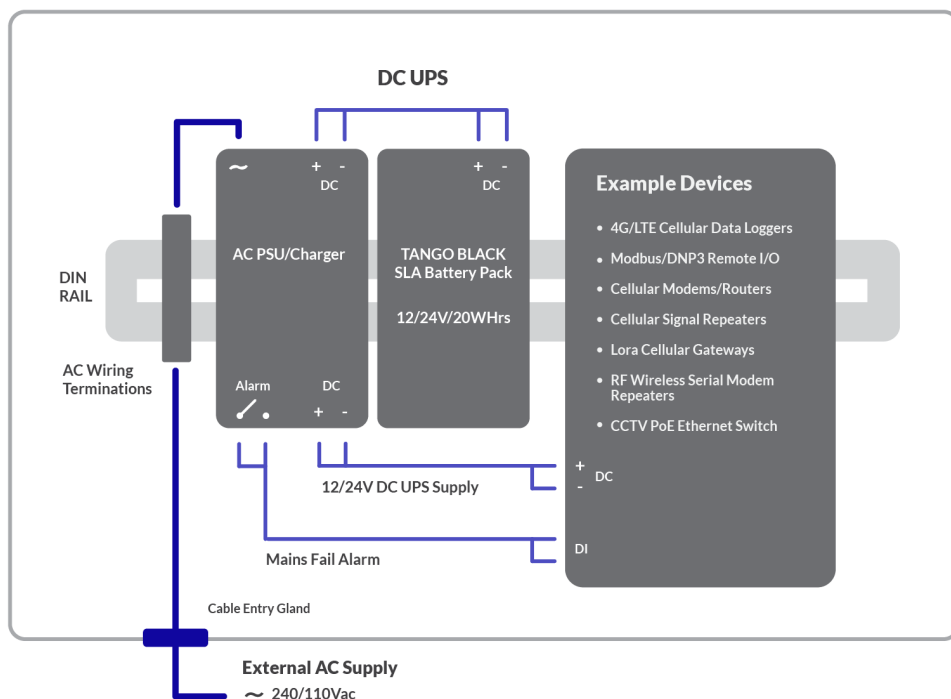 DC UPS
~
+ -
DC
+ -
DC
AC PSU/Charger
TANGO BLACK
SLA Battery Pack
12/24V/20WHrs
Alarm
DC
+ -
Example Devices
• 4G/LTE Cellular Data Loggers
• Modbus/DNP3 Remote I/O
• Cellular Modems/Routers
• Cellular Signal Repeaters
• Lora Cellular Gateways
• RF Wireless Serial Modem
Repeaters
• CCTV PoE Ethernet Switch
+
-
DC
DI
DIN
RAIL
AC Wiring
Terminations
12/24V DC UPS Supply
Mains Fail Alarm
Cable Entry Gland
External AC Supply
~ 240/110Vac